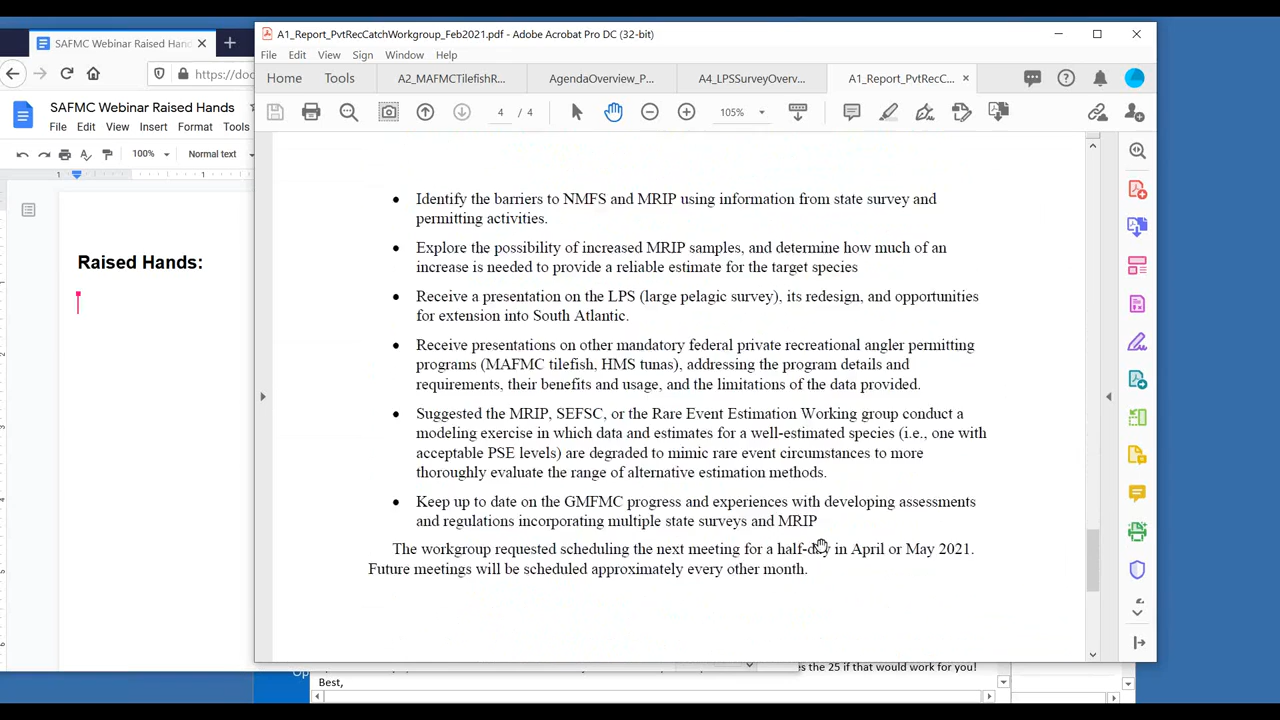 SAFMC Webinar Raised Hand
https://doc
SAFMC Webinar Raised Hands
File Edit View Insert Format Tools
100% Normal text
Raised Hands:
A1_Report_PvtRecCatchWorkgroup_Feb2021.pdf - Adobe Acrobat Pro DC (32-bit)
File Edit View Sign Window Help
Home Tools A2_MAFMCTilefishR... AgendaOverview_P... A4_LPSSurveyOverv... A1_Report_PvtRecC...
4 / 4 105%
• Identify the barriers to NMFS and MRIP using information from state survey and
permitting activities.
• Explore the possibility of increased MRIP samples, and determine how much of an
increase is needed to provide a reliable estimate for the target species
• Receive a presentation on the LPS (large pelagic survey), its redesign, and opportunities
for extension into South Atlantic.
• Receive presentations on other mandatory federal private recreational angler permitting
programs (MAFMC tilefish, HMS tunas), addressing the program details and
requirements, their benefits and usage, and the limitations of the data provided.
• Suggested the MRIP, SEFSC, or the Rare Event Estimation Working group conduct a
modeling exercise in which data and estimates for a well-estimated species (i.e., one with
acceptable PSE levels) are degraded to mimic rare event circumstances to more
thoroughly evaluate the range of alternative estimation methods.
• Keep up to date on the GMFMC progress and experiences with developing assessments
and regulations incorporating multiple state surveys and MRIP
The workgroup requested scheduling the next meeting for a half-day in April or May 2021.
Future meetings will be scheduled approximately every other month.
es the 25 if that would work for you!
Best,